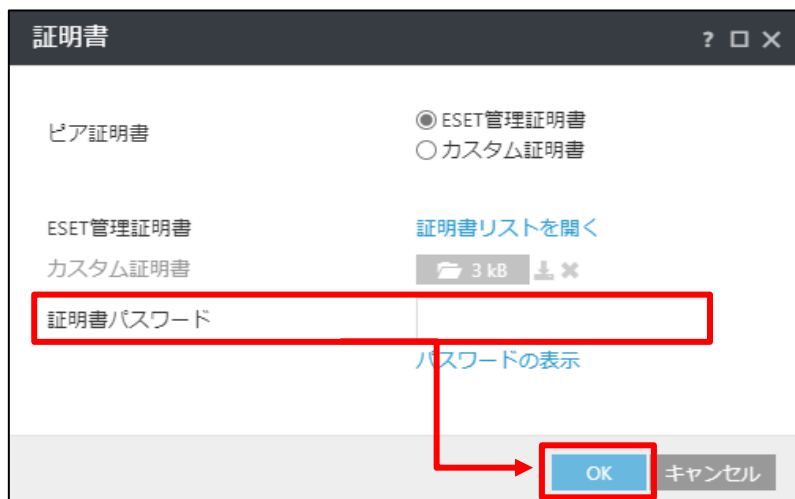 証明書 ?
ピア証明書
ESET管理証明書
カスタム証明書
ESET管理証明書 証明書リストを開く
カスタム証明書 3 kB
証明書パスワード
パスワードの表示
OK キャンセル